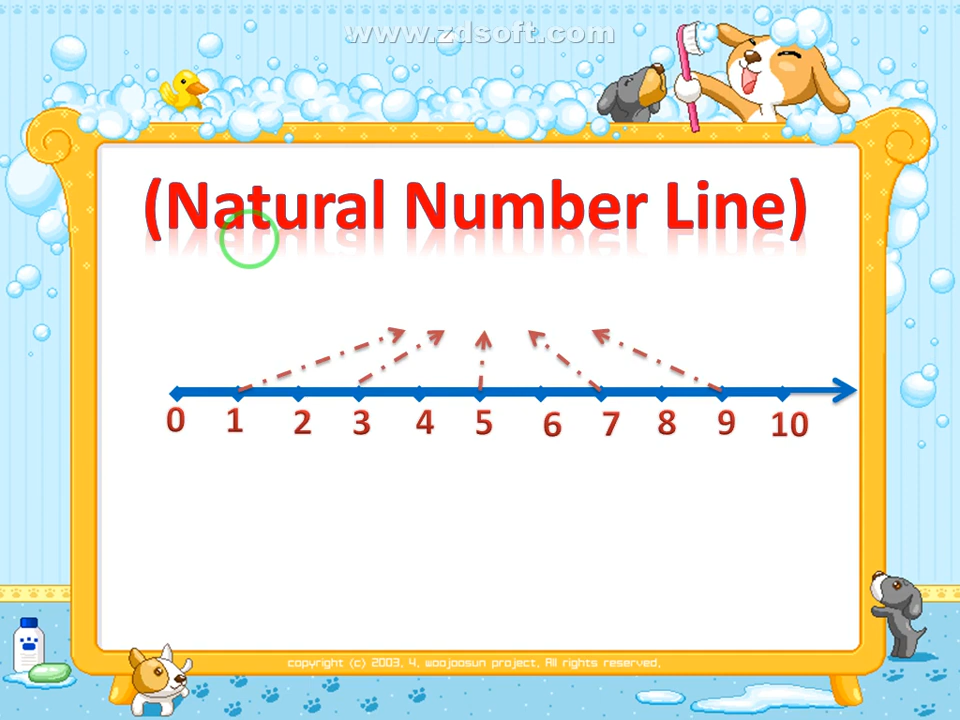 www.zdsoft.com
(Natural Number Line)
0 1 2 3 4 5 6 7 8 9 10
copyright (c) 2003. 4. woojoosun project. All rights reserved.